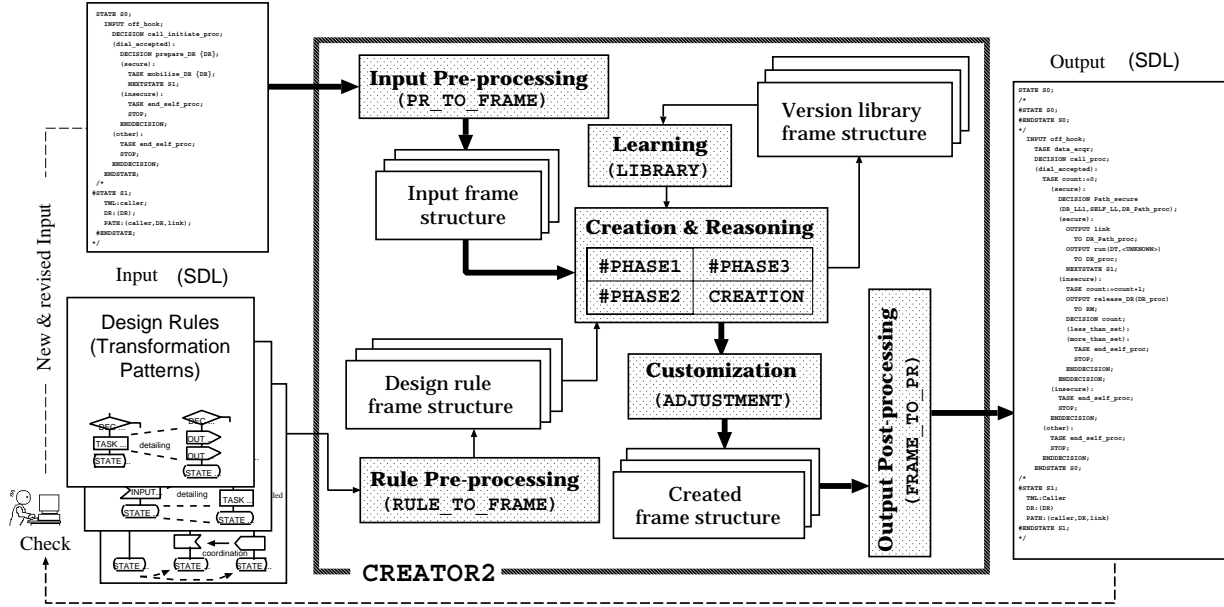 STATE S0;
INPUT off_hook;
DECISION call_initiate_proc;
(dial_accepted):
DECISION prepare_DR {DR};
(secure):
TASK mobilize_DR {DR};
NEXTSTATE S1;
(insecure):
TASK end_self_proc;
STOP;
ENDDECISION;
(other):
TASK end_self_proc;
STOP;
ENDDECISION;
ENDSTATE;
/*
#STATE S1;
TML:caller;
DR:(DR);
PATH:(caller,DR,link);
#ENDSTATE;
*/
Input (SDL)
New & revised Input
Check
Design Rules
(Transformation
Patterns)
DEC ...
TASK ...
STATE ..
detailing
DEC ...
OUT ...
OUT ...
STATE ..
INPUT...
STATE ...
detailing
TASK ...
STATE ..
STATE ..
STATE ..
coordination
STATE ..
Input Pre-processing
(PR_TO_FRAME)
Input frame
structure
Learning
(LIBRARY)
Version library
frame structure
Creation & Reasoning
#PHASE1 #PHASE3
#PHASE2 CREATION
Design rule
frame structure
Rule Pre-processing
(RULE_TO_FRAME)
Customization
(ADJUSTMENT)
Created
frame structure
Output Post-processing
(FRAME_TO_PR)
CREATOR2
Output (SDL)
STATE S0;
/*
#STATE S0;
#ENDSTATE S0;
*/
INPUT off_hook;
TASK data_acqr;
DECISION call_proc;
(dial_accepted):
TASK count:=0;
(secure):
DECISION Path_secure
(DR_LL1,SELF_LL,DR_Path_proc);
(secure):
OUTPUT link
TO DR_Path_proc;
OUTPUT run(DT,<UNKNOWN>)
TO DR_proc;
NEXTSTATE S1;
(insecure):
TASK count:=count+1;
OUTPUT release_DR(DR_proc)
TO RM;
DECISION count;
(less_than_set):
(more_than_set):
TASK end_self_proc;
STOP;
ENDDECISION;
ENDDECISION;
(insecure):
TASK end_self_proc;
STOP;
ENDDECISION;
(other):
TASK end_self_proc;
STOP;
ENDDECISION;
ENDSTATE S0;
/*
#STATE S1;
TML:Caller
DR:(DR)
PATH:(caller,DR,link)
#ENDSTATE S1;
*/